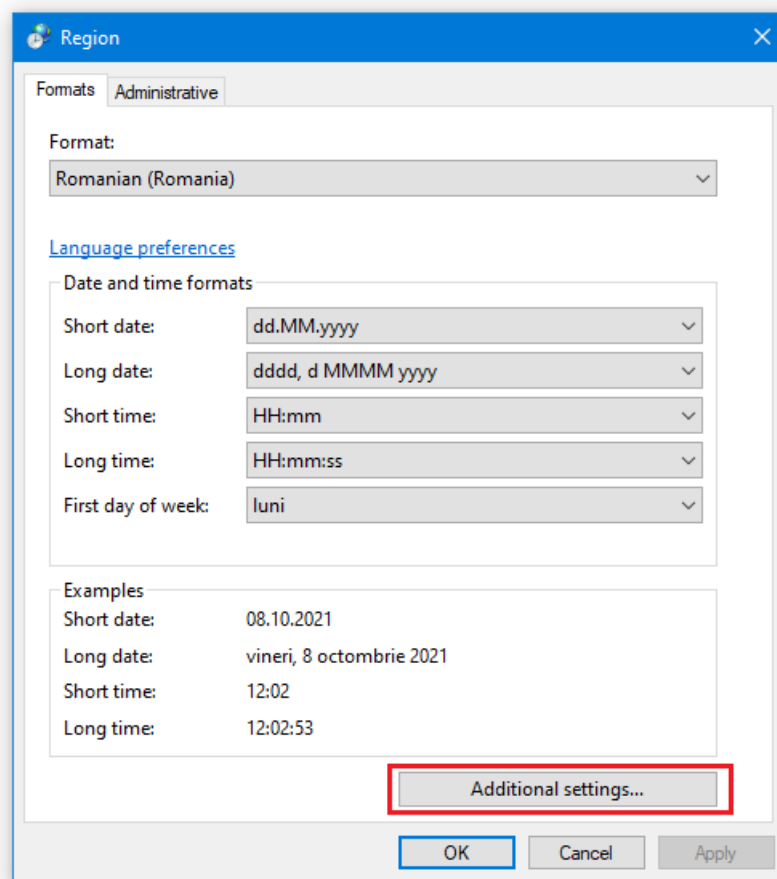 Region
Formats Administrative
Format:
Romanian (Romania)
Language preferences
Date and time formats
Short date: dd.MM.yyyy
Long date: dddd, d MMMM yyyy
Short time: HH:mm
Long time: HH:mm:ss
First day of week: luni
Examples
Short date: 08.10.2021
Long date: vineri, 8 octombrie 2021
Short time: 12:02
Long time: 12:02:53
Additional settings...
OK Cancel Apply